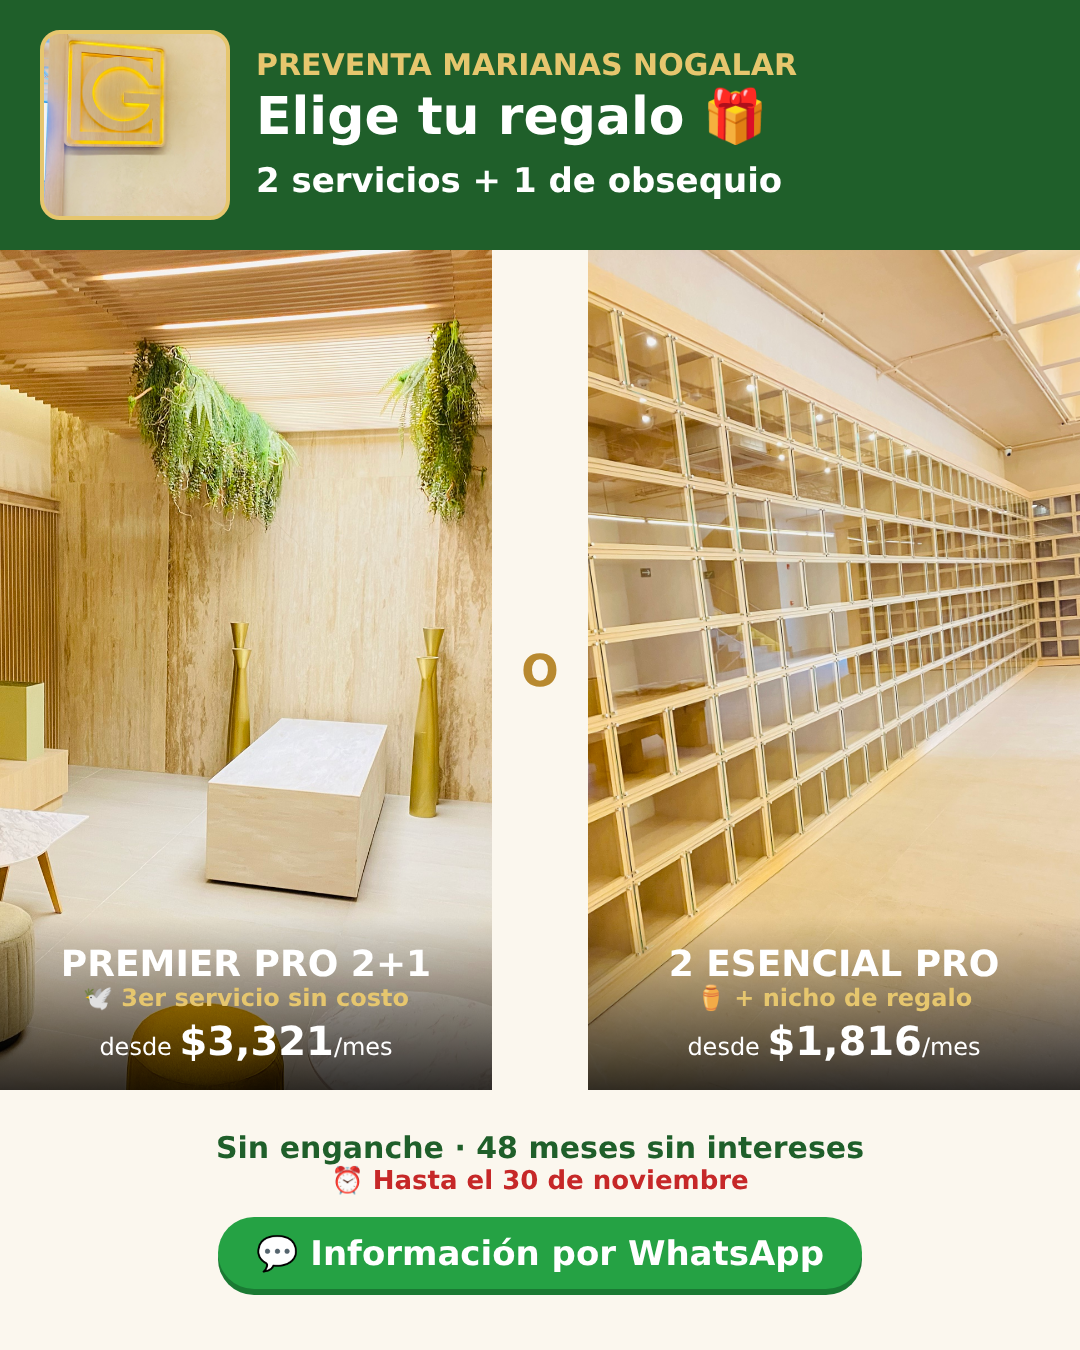 G
PREVENTA MARIANAS NOGALAR
Elige tu regalo 🎁
2 servicios + 1 de obsequio
o
PREMIER PRO 2+1
🕊️ 3er servicio sin costo
desde $3,321/mes
2 ESENCIAL PRO
⚱️ + nicho de regalo
desde $1,816/mes
Sin enganche · 48 meses sin intereses
⏰ Hasta el 30 de noviembre
💬 Información por WhatsApp